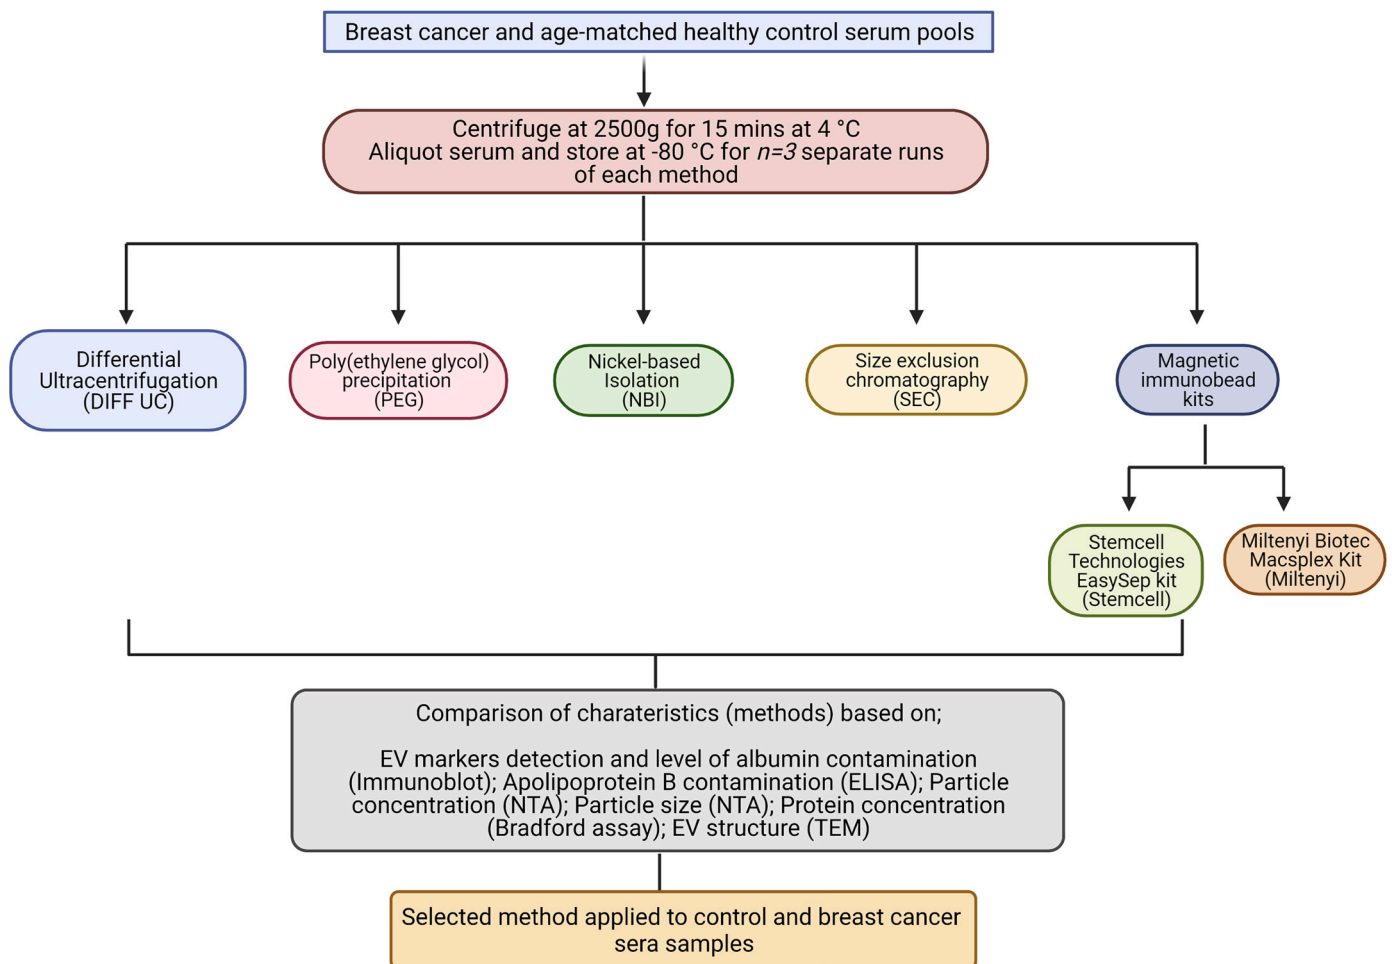 Breast cancer and age-matched healthy control serum pools
Centrifuge at 2500g for 15 mins at 4 °C
Aliquot serum and store at -80 °C for n=3 separate runs
of each method
Differential
Ultracentrifugation
(DIFF UC)
Poly(ethylene glycol)
precipitation
(PEG)
Nickel-based
Isolation
(NBI)
Size exclusion
chromatography
(SEC)
Magnetic
immunobead
kits
Stemcell
Technologies
EasySep kit
(Stemcell)
Miltenyi Biotec
Macsplex Kit
(Miltenyi)
Comparison of charateristics (methods) based on;
EV markers detection and level of albumin contamination
(Immunoblot); Apolipoprotein B contamination (ELISA); Particle
concentration (NTA); Particle size (NTA); Protein concentration
(Bradford assay); EV structure (TEM)
Selected method applied to control and breast cancer
sera samples